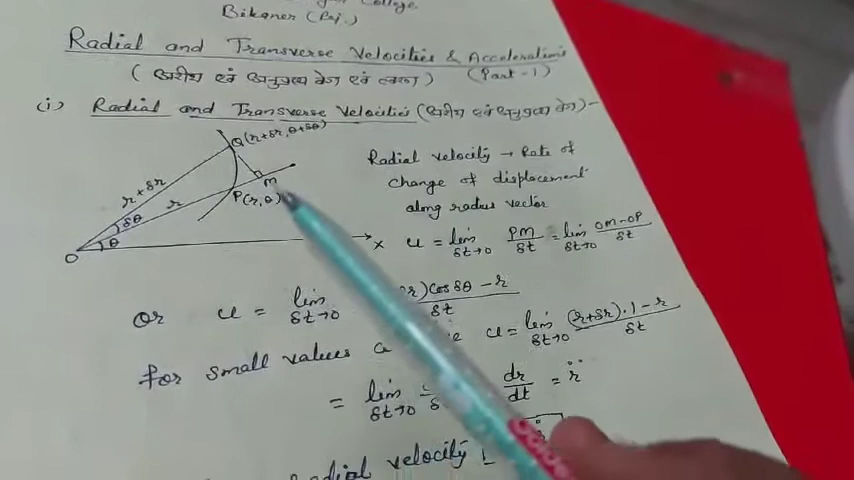 College
Bikaner (Raj.)
Radial and Transverse Velocities & Accelerations
(अरीय एवं अनुप्रस्थ वेग एवं त्वरण) (Part-1)
(i) Radial and Transverse Velocities (अरीय एवं अनुप्रस्थ वेग) -
Q(r+δr, θ+δθ)
r+δr
r
M
P(r,θ)
δθ
θ
O
x
Radial velocity → Rate of
change of displacement
along radius vector
u = lim δt→0 PM/δt = lim δt→0 OM-OP/δt
or u = lim δt→0 r)cos δθ - r/δt
for small values u = lim δt→0 (r+δr).1-r/δt
= lim δt→0 dr/dt = ṙ
Radial velocity